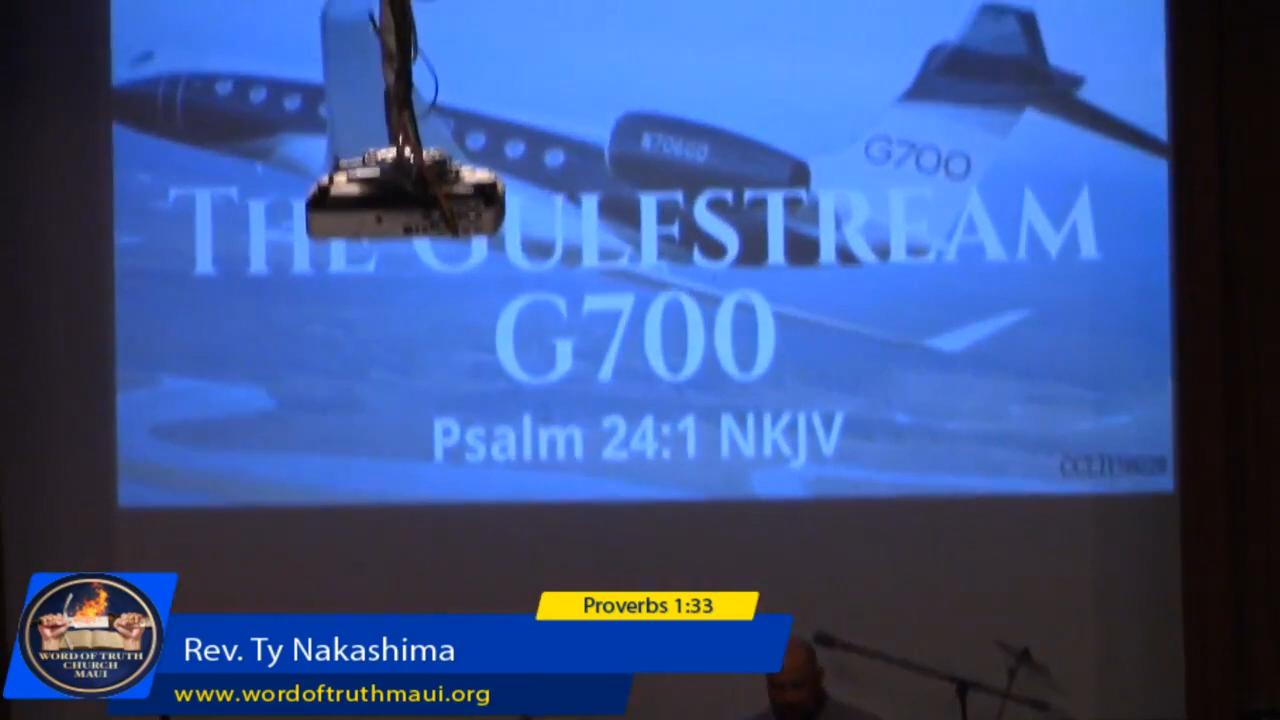 G700
THE GULFSTREAM
G700
Psalm 24:1 NKJV
Proverbs 1:33
Rev. Ty Nakashima
WORD OF TRUTH
CHURCH
MAUI
www.wordoftruthmaui.org